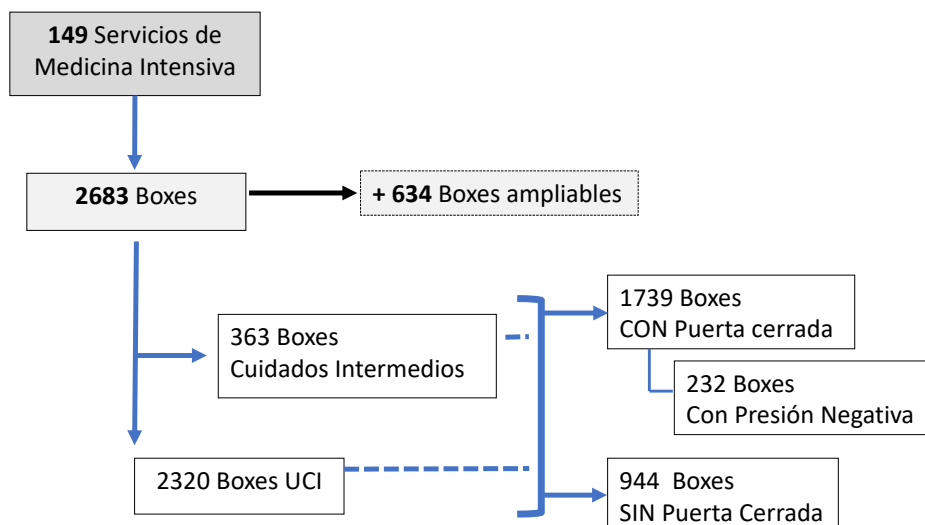 149 Servicios de
Medicina Intensiva
2683 Boxes
+ 634 Boxes ampliables
363 Boxes
Cuidados Intermedios
2320 Boxes UCI
1739 Boxes
CON Puerta cerrada
232 Boxes
Con Presión Negativa
944 Boxes
SIN Puerta Cerrada